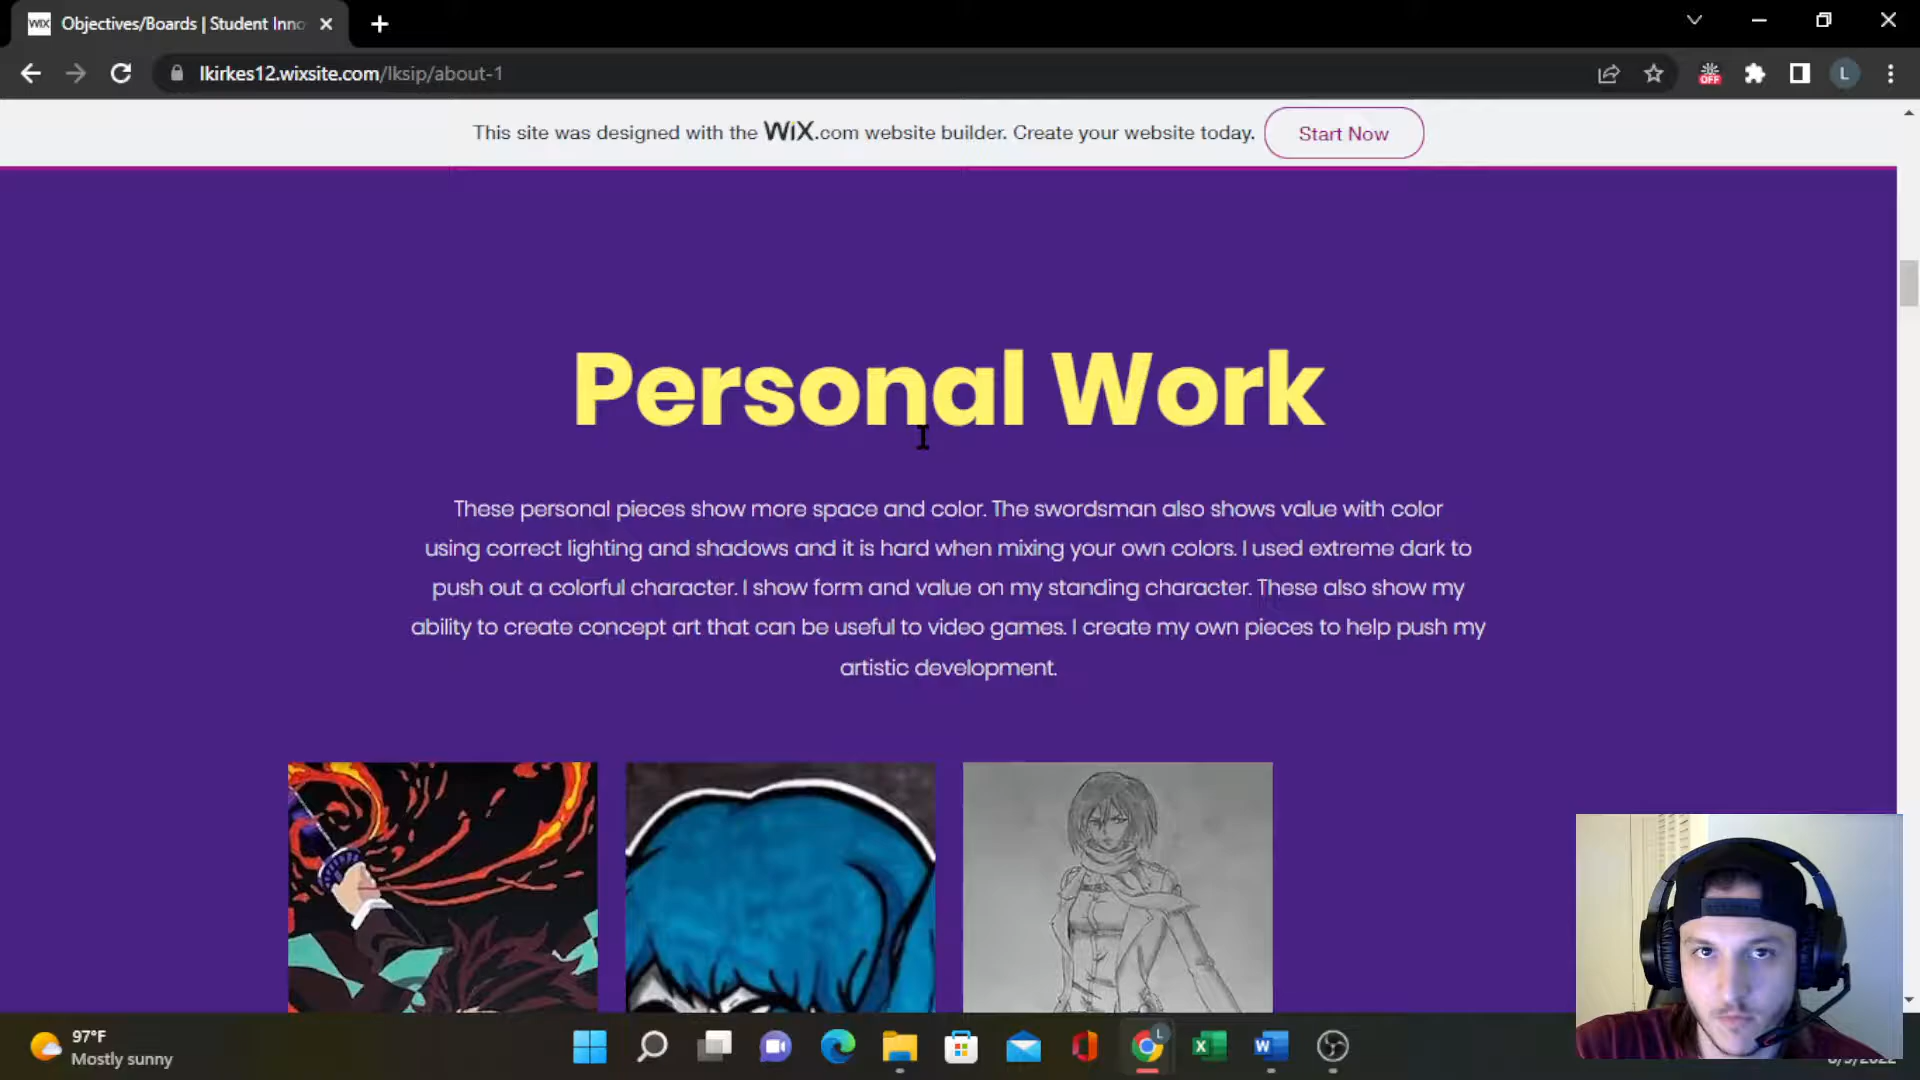 WiX Objectives/Boards | Student Inno
lkirkes12.wixsite.com/lksip/about-1
OFF
L
This site was designed with the WiX.com website builder. Create your website today. Start Now
Personal Work
These personal pieces show more space and color. The swordsman also shows value with color
using correct lighting and shadows and it is hard when mixing your own colors. I used extreme dark to
push out a colorful character. I show form and value on my standing character. These also show my
ability to create concept art that can be useful to video games. I create my own pieces to help push my
artistic development.
97°F
Mostly sunny
L
X
W